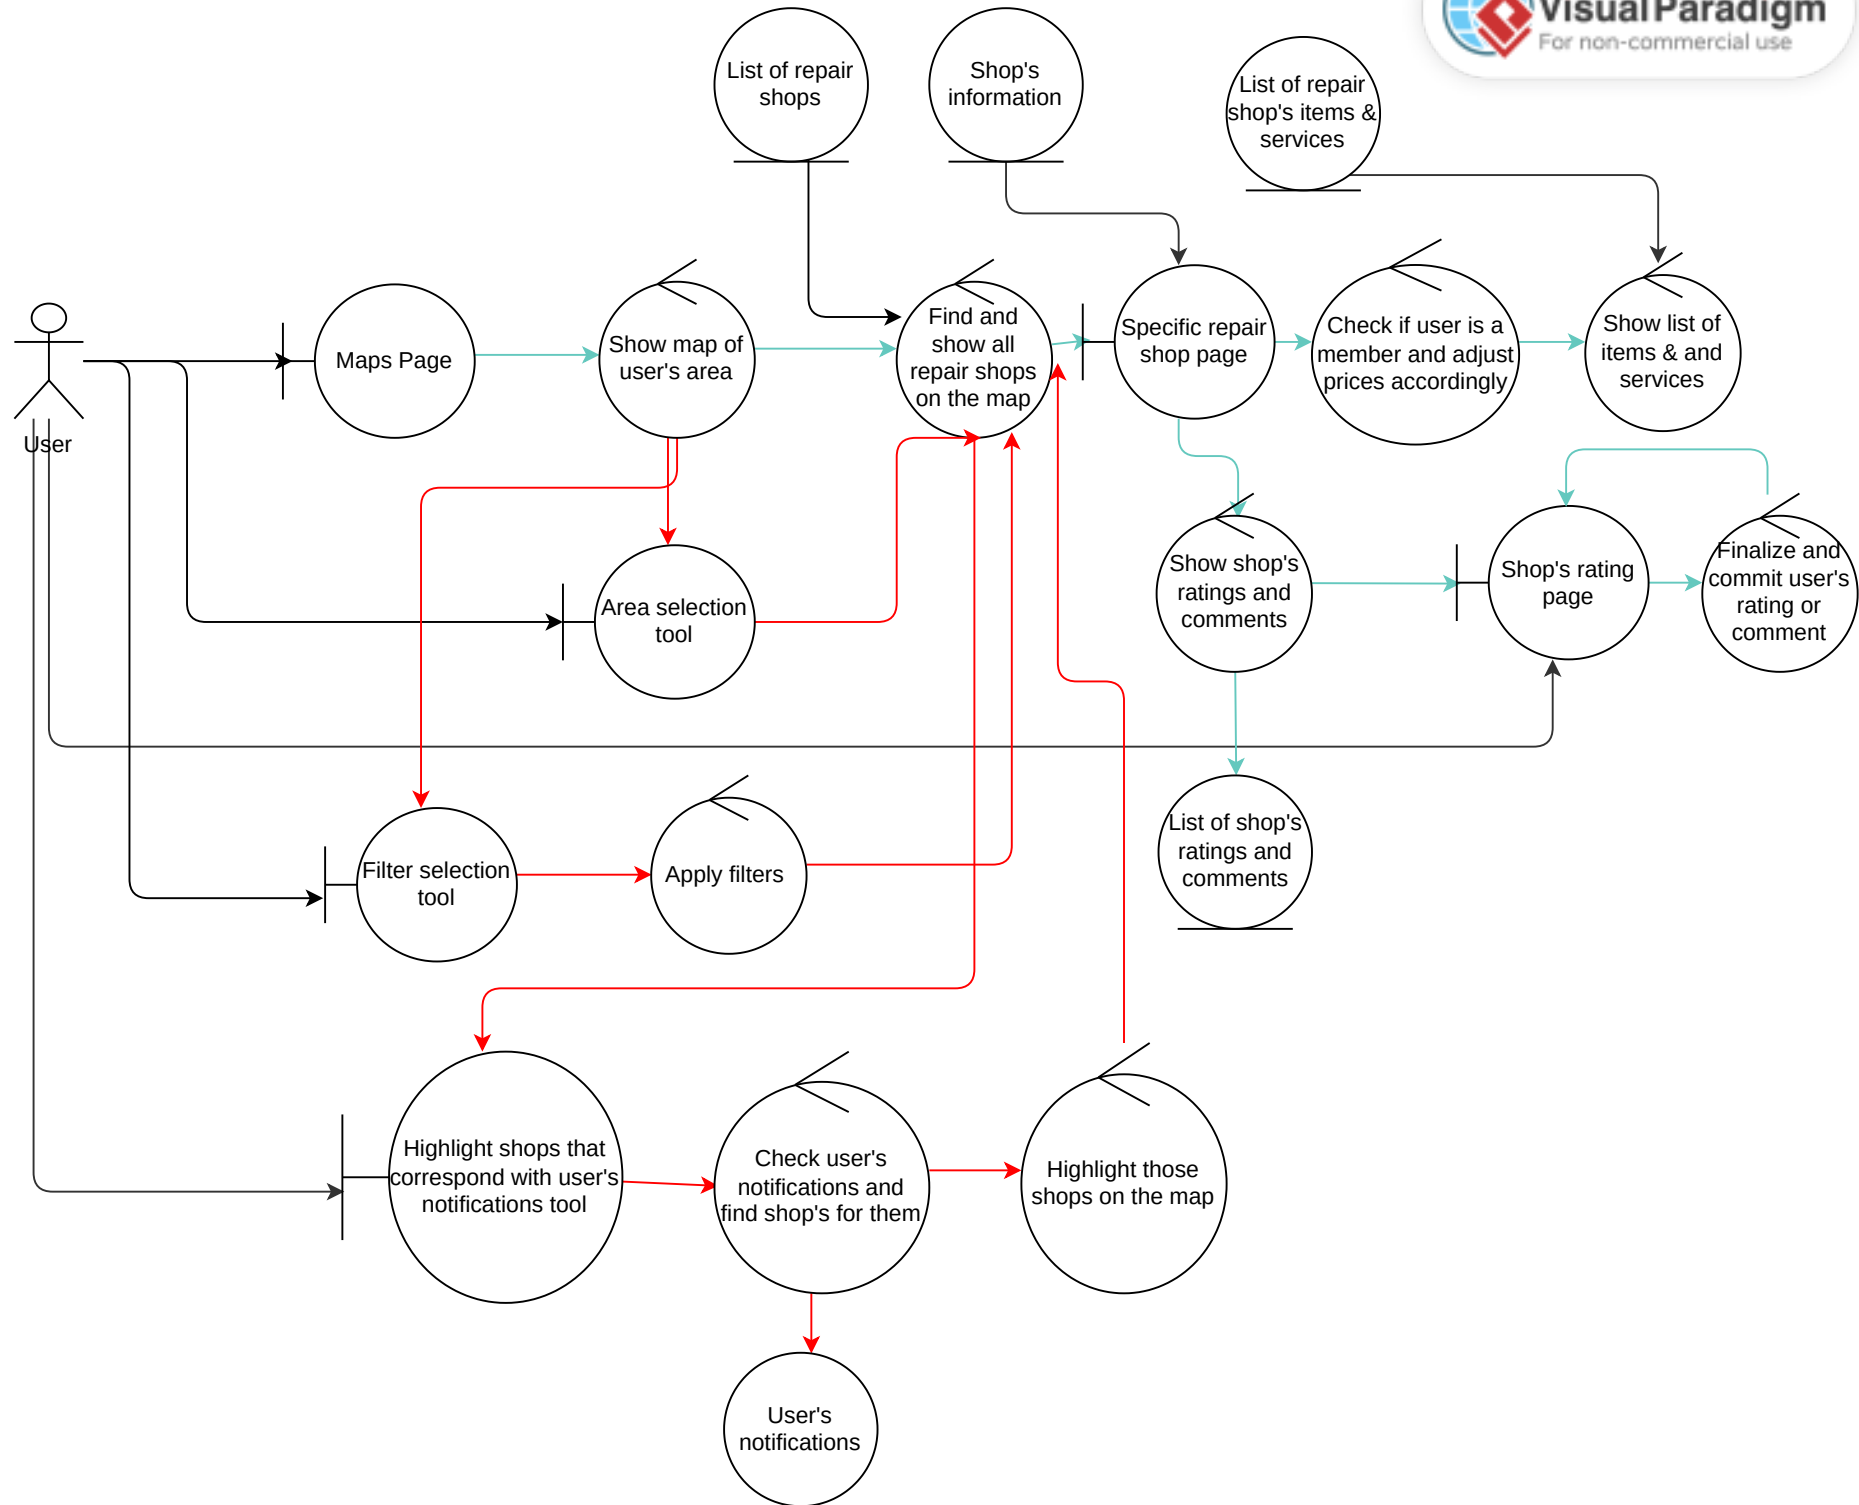 VisualParadigm
For non-commercial use
List of repair
shops
Shop's
information
List of repair
shop's items &
services
User
Maps Page
Show map of
user's area
Find and
show all
repair shops
on the map
Specific repair
shop page
Check if user is a
member and adjust
prices accordingly
Show list of
items & and
services
Area selection
tool
Show shop's
ratings and
comments
Shop's rating
page
Finalize and
commit user's
rating or
comment
Filter selection
tool
Apply filters
List of shop's
ratings and
comments
Highlight shops that
correspond with user's
notifications tool
Check user's
notifications and
find shop's for them
Highlight those
shops on the map
User's
notifications